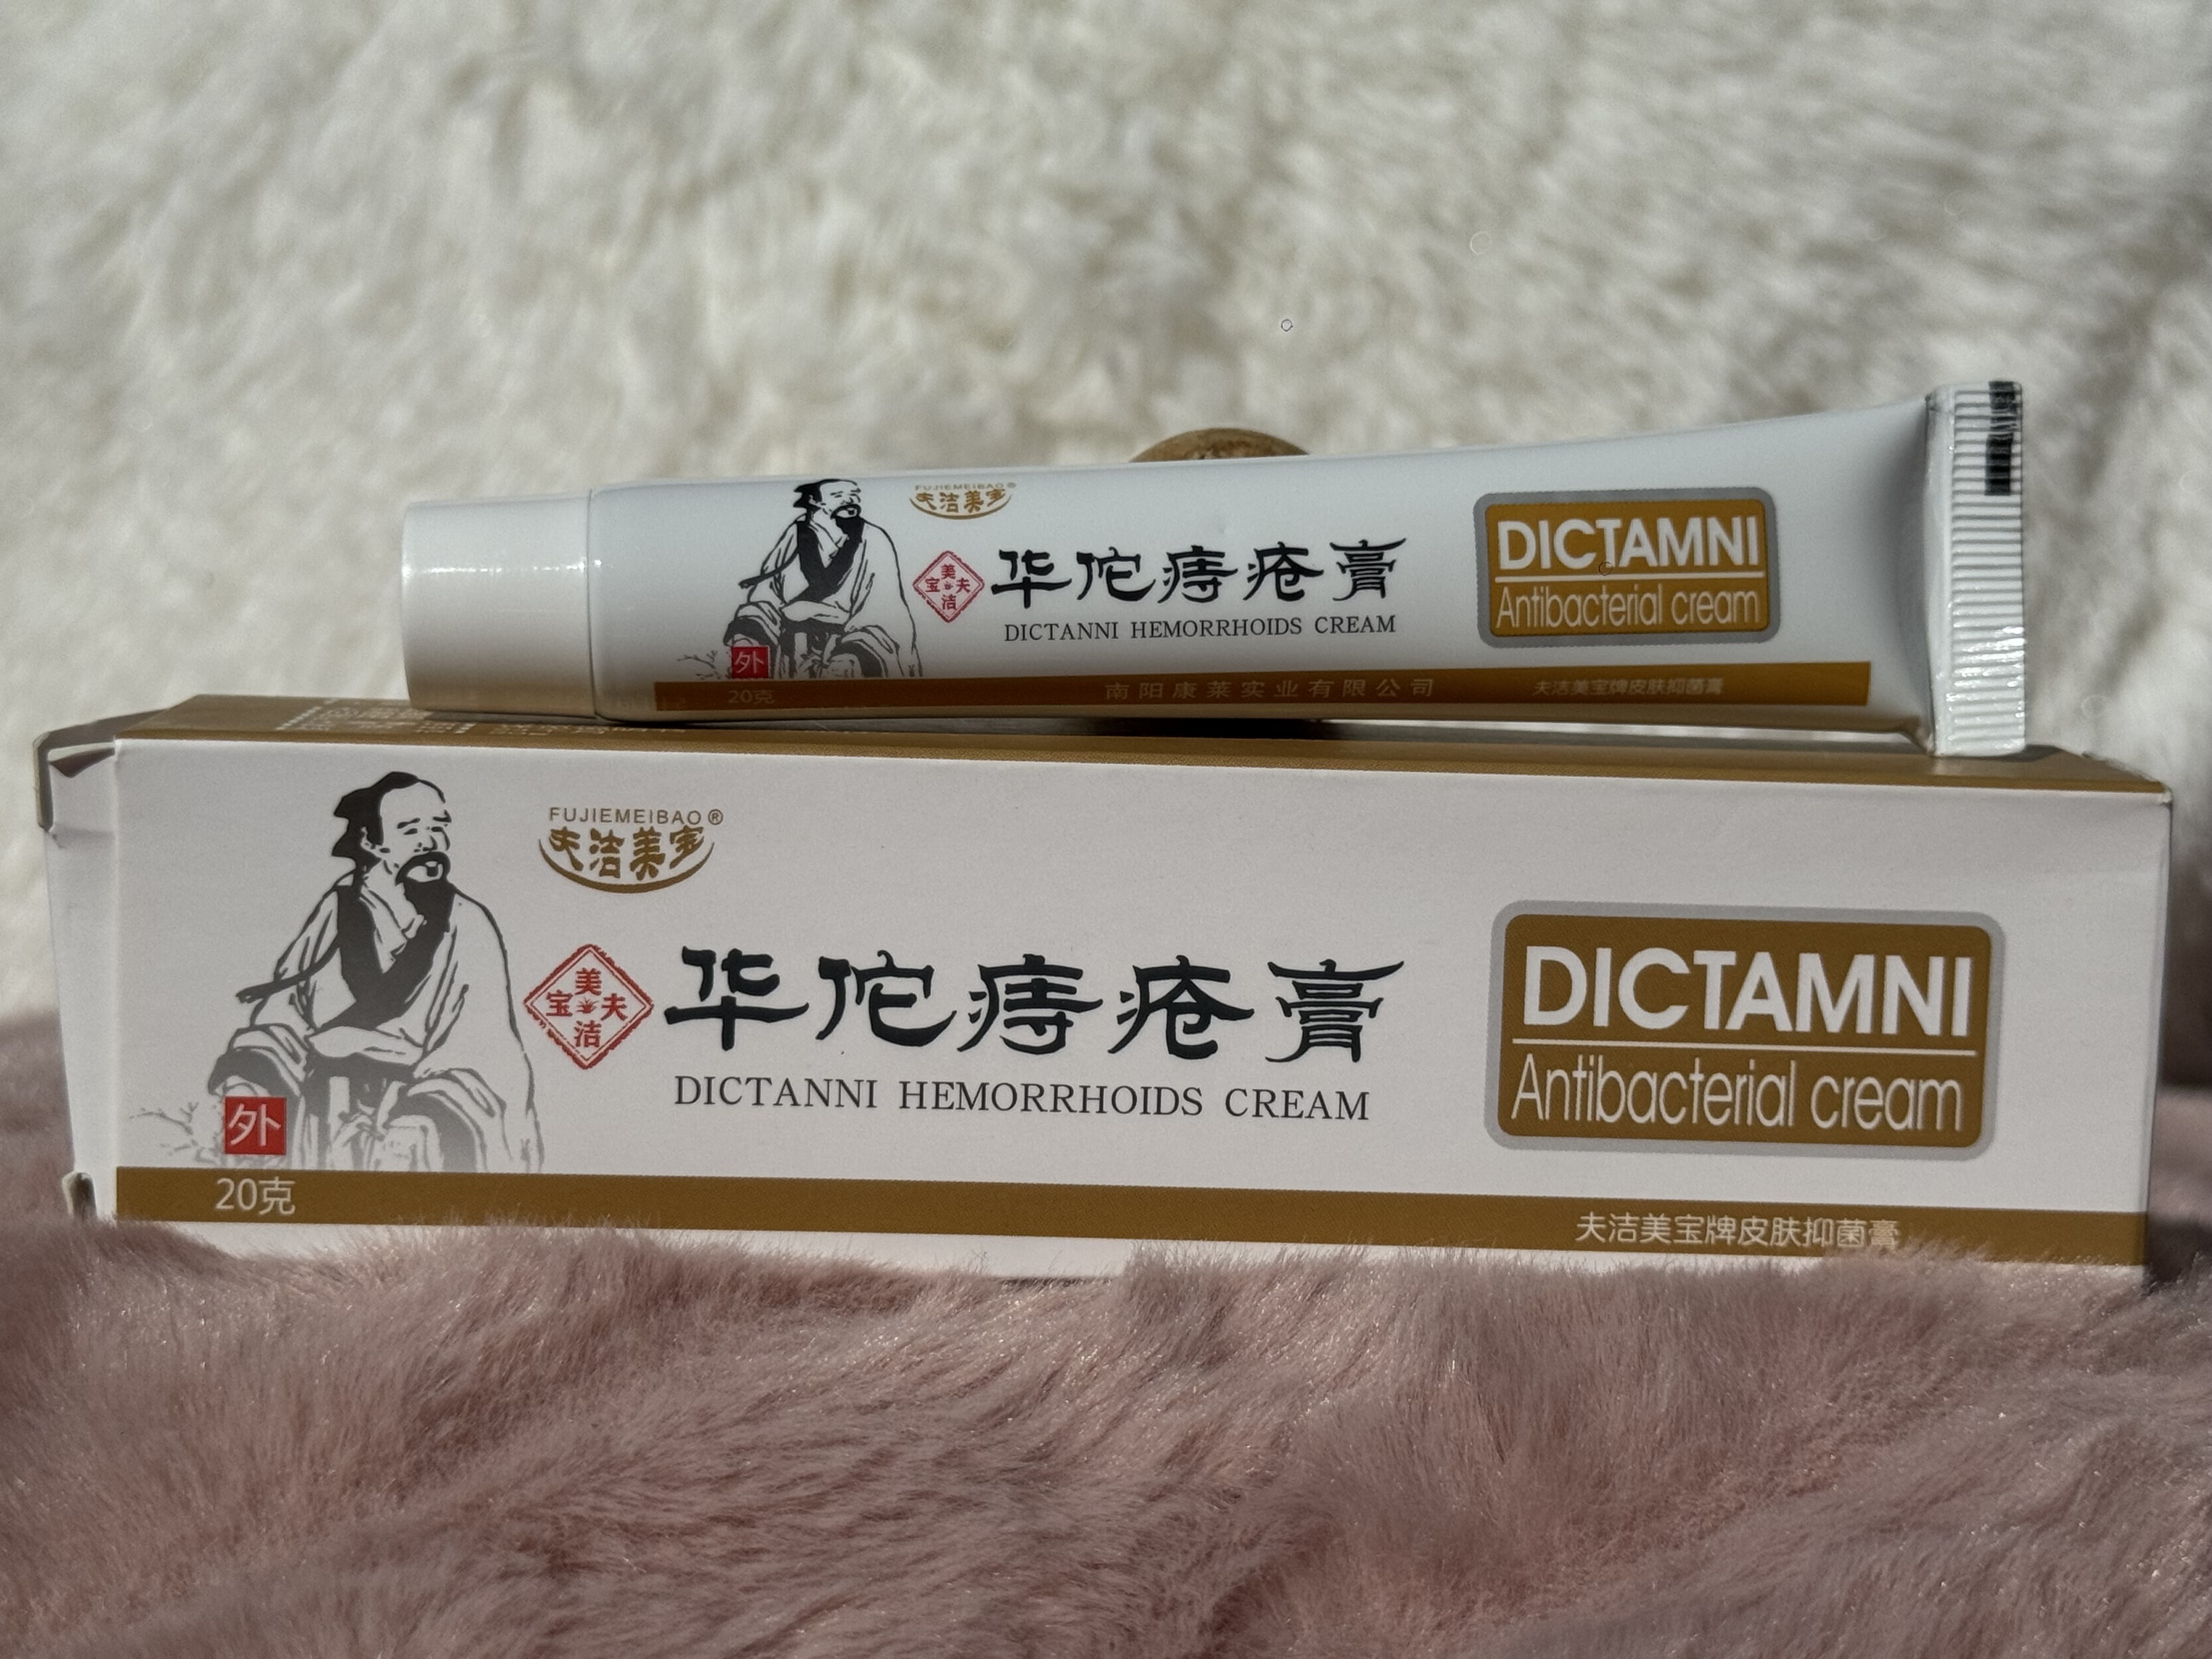 FUJIEMEIBAO®
夫洁美宝
美
宝 夫
洁
华佗痔疮膏
DICTANNI HEMORRHOIDS CREAM
DICTAMNI
Antibacterial cream
外
20克
南阳康莱实业有限公司
夫洁美宝牌皮肤抑菌膏
FUJIEMEIBAO®
夫洁美宝
美
宝 夫
洁
华佗痔疮膏
DICTANNI HEMORRHOIDS CREAM
DICTAMNI
Antibacterial cream
外
20克
夫洁美宝牌皮肤抑菌膏